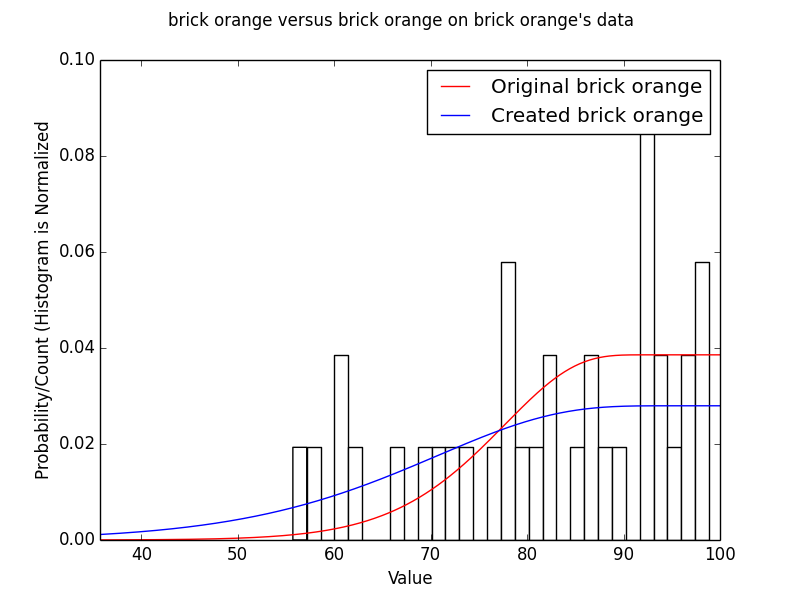 brick orange versus brick orange on brick orange's data
Original brick orange
Created brick orange
Probability/Count (Histogram is Normalized
0.10
0.08
0.06
0.04
0.02
0.00
40 50 60 70 80 90 100
Value